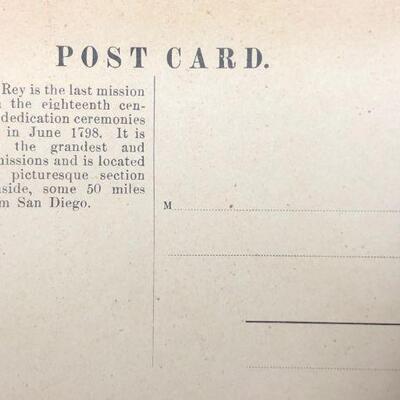 POST CARD.
Rey is the last mission
the eighteenth cen-
dedication ceremonies
in June 1798. It is
the grandest and
missions and is located
picturesque section
side, some 50 miles
San Diego.
M